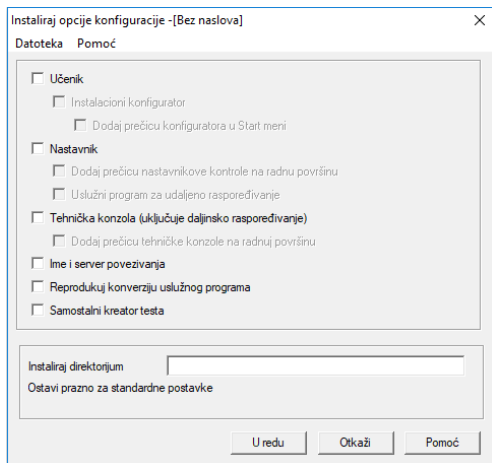 Instaliraj opcije konfiguracije -[Bez naslova]
Datoteka Pomoć
Učenik
Instalacioni konfigurator
Dodaj prečicu konfiguratora u Start meni
Nastavnik
Dodaj prečicu nastavnikove kontrole na radnu površinu
Uslužni program za udaljeno raspoređivanje
Tehnička konzola (uključuje daljinsko raspoređivanje)
Dodaj prečicu tehničke konzole na radnuj površinu
Ime i server povezivanja
Reprodukuj konverziju uslužnog programa
Samostalni kreator testa
Instaliraj direktorijum
Ostavi prazno za standardne postavke
U redu Otkaži Pomoć